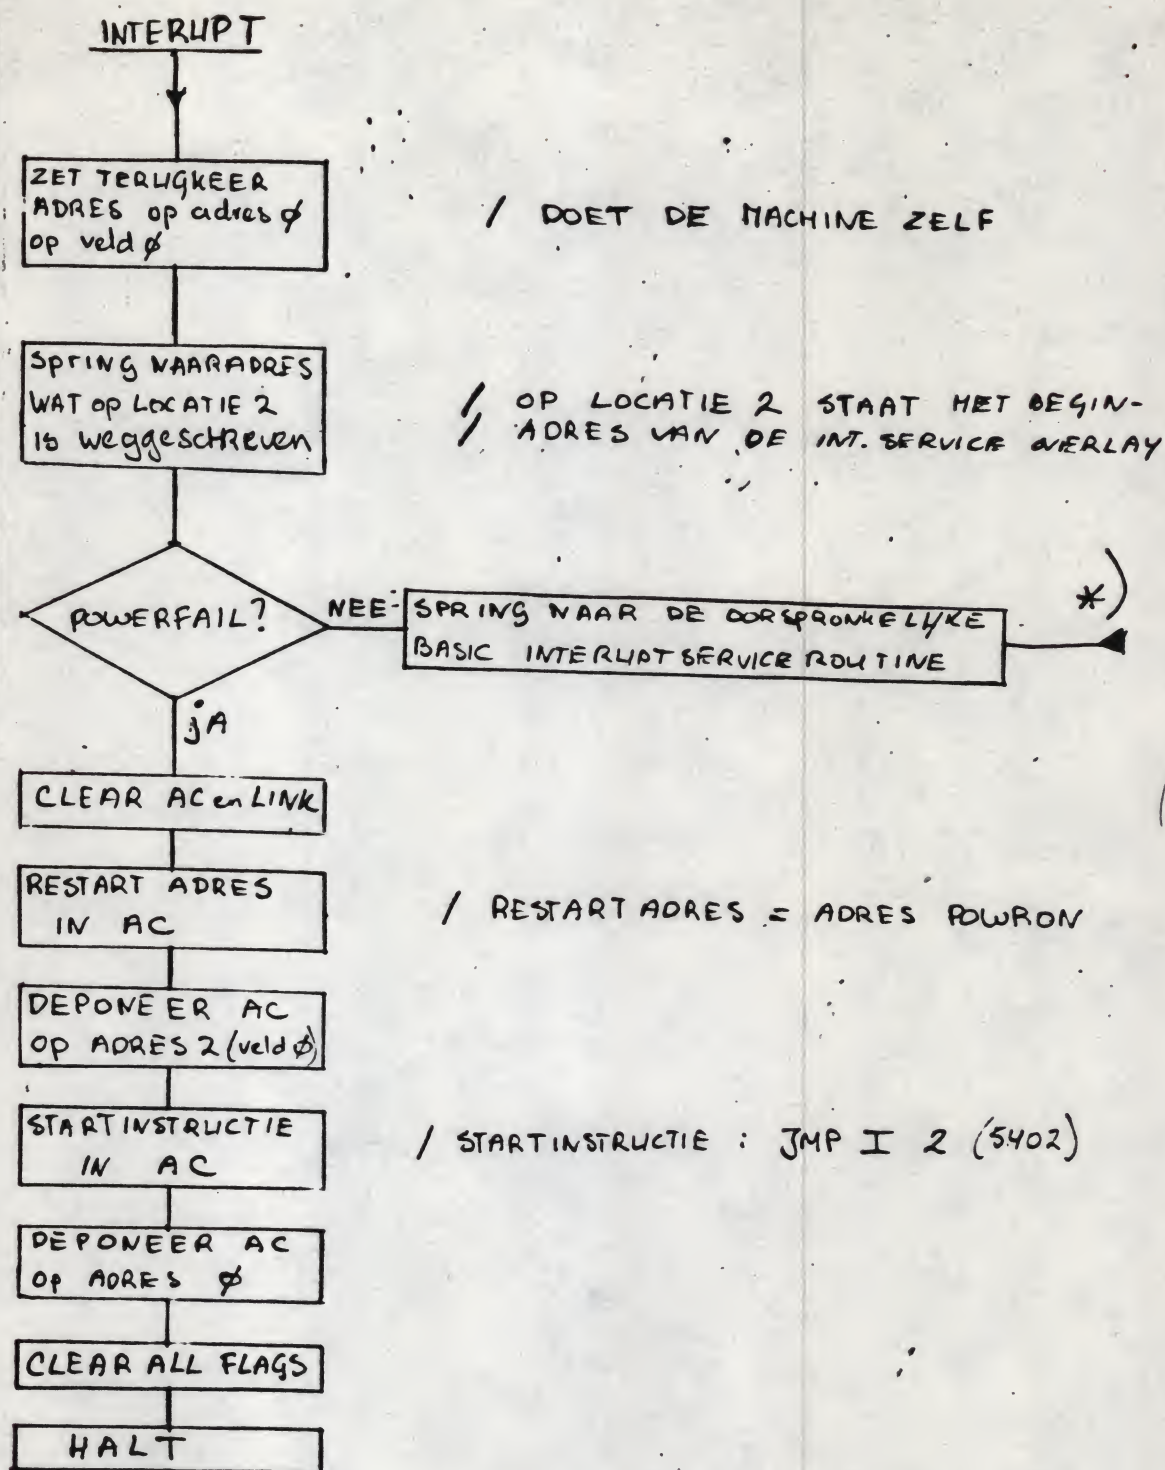 INTERUPT
ZET TERUGKEER
ADRES op adres ø
op veld ø
/ DOET DE MACHINE ZELF
SPRING NAARADRES
WAT op LOCATIE 2
IS weggeschReven
/ OP LOCATIE 2 STAAT HET BEGIN-
/ ADRES VAN DE INT. SERVICE OVERLAY
POWERFAIL?
NEE
SPRING NAAR DE OORSPRONKELIJKE
BASIC INTERUPT SERVICE ROUTINE
*)
jA
CLEAR AC en LINK
RESTART ADRES
IN AC
/ RESTART ADRES = ADRES POWRON
DEPONEER AC
OP ADRES 2 (veld ø)
START INSTRUCTIE
IN AC
/ STARTINSTRUCTIE : JMP I 2 (5402)
DEPONEER AC
Op ADRES ø
CLEAR ALL FLAGS
HALT